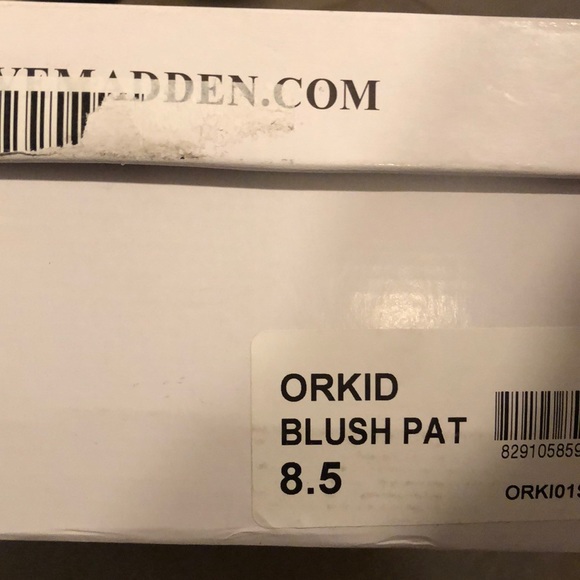 VEMADDEN.COM
ORKID
BLUSH PAT
8.5
829105859
ORKI01S